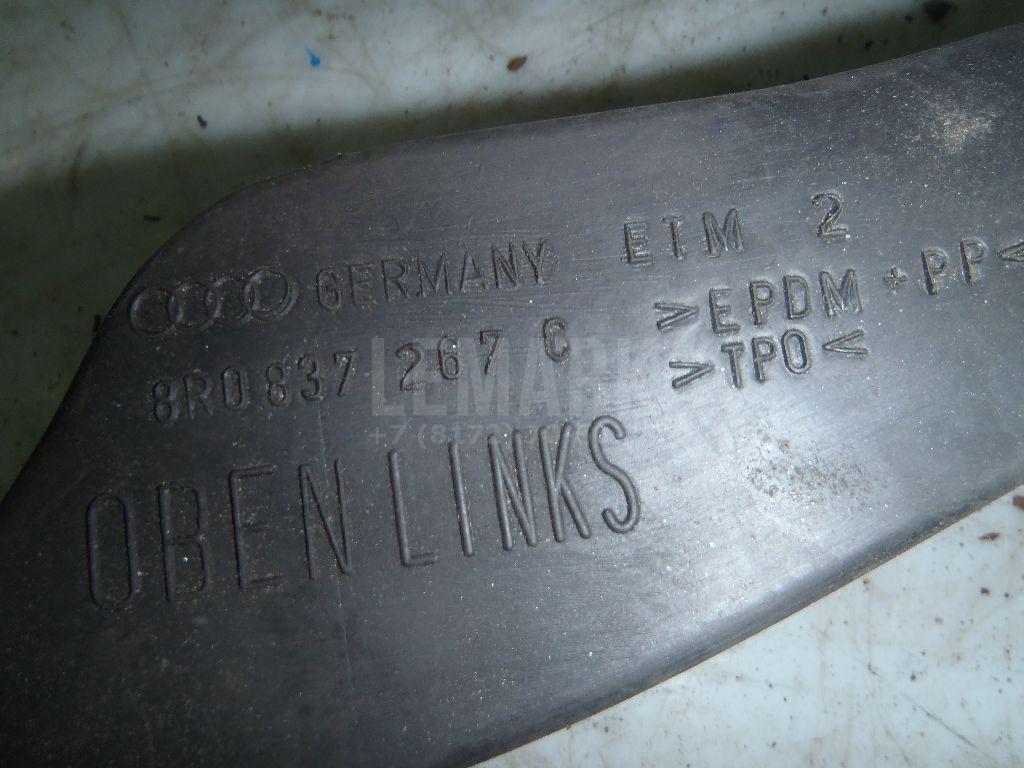 GERMANY ETM 2
8R0 837 267 C
>EPDM+PP<
>TPO<
OBEN LINKS